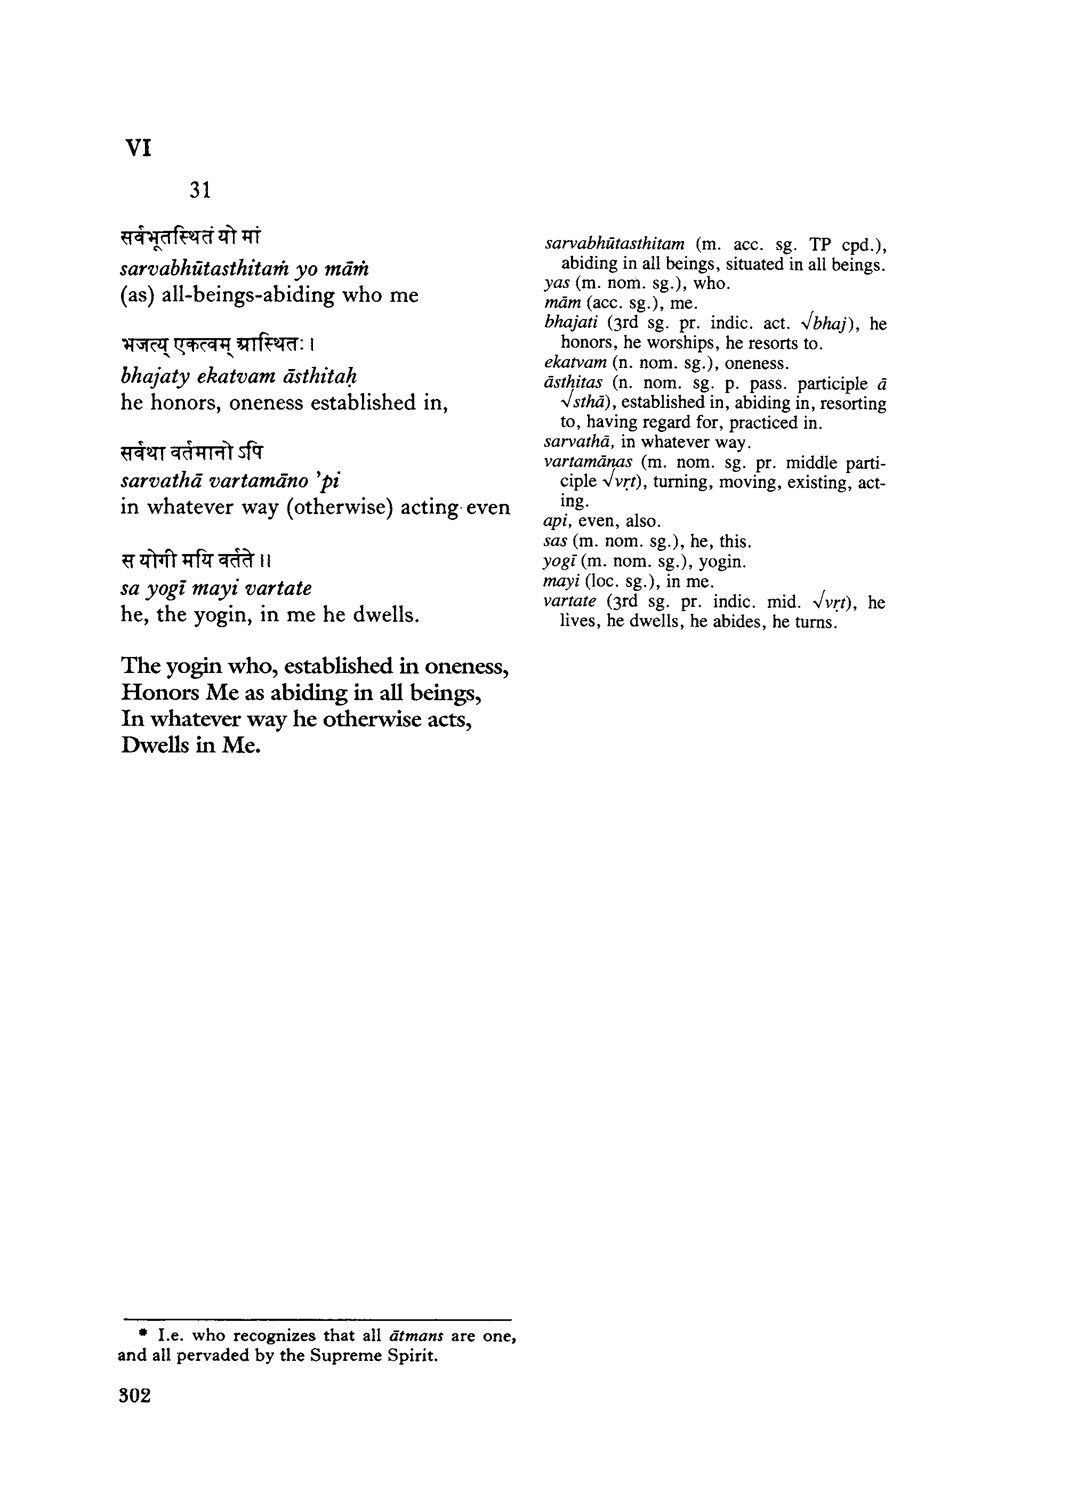 VI
31
सर्वभूतस्थितं यो मां
sarvabhūtasthitaṁ yo māṁ
(as) all-beings-abiding who me
भजत्य् एकत्वम् आस्थितः ।
bhajaty ekatvam āsthitaḥ
he honors, oneness established in,
सर्वथा वर्तमानो ऽपि
sarvathā vartamāno 'pi
in whatever way (otherwise) acting even
स योगी मयि वर्तते ॥
sa yogī mayi vartate
he, the yogin, in me he dwells.
The yogin who, established in oneness,
Honors Me as abiding in all beings,
In whatever way he otherwise acts,
Dwells in Me.
sarvabhūtasthitam (m. acc. sg. TP cpd.),
abiding in all beings, situated in all beings.
yas (m. nom. sg.), who.
mām (acc. sg.), me.
bhajati (3rd sg. pr. indic. act. √bhaj), he
honors, he worships, he resorts to.
ekatvam (n. nom. sg.), oneness.
āsthitas (n. nom. sg. p. pass. participle ā
√sthā), established in, abiding in, resorting
to, having regard for, practiced in.
sarvathā, in whatever way.
vartamānas (m. nom. sg. pr. middle parti-
ciple √vṛt), turning, moving, existing, act-
ing.
api, even, also.
sas (m. nom. sg.), he, this.
yogī (m. nom. sg.), yogin.
mayi (loc. sg.), in me.
vartate (3rd sg. pr. indic. mid. √vṛt), he
lives, he dwells, he abides, he turns.
* I.e. who recognizes that all ātmans are one,
and all pervaded by the Supreme Spirit.
302